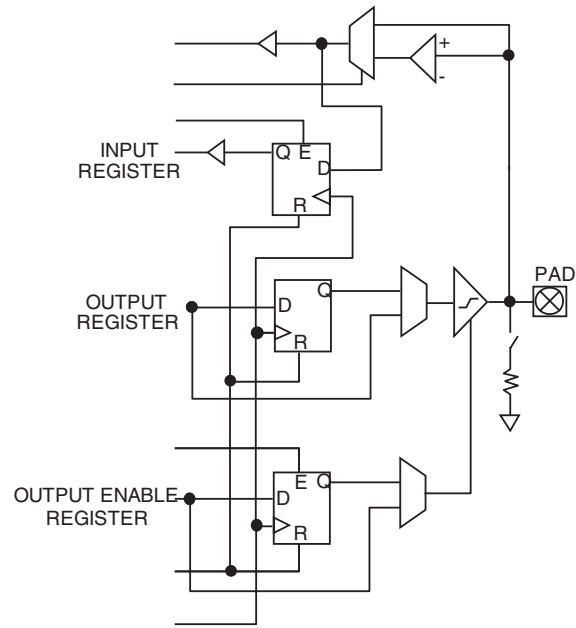 +
-
Q E
INPUT
REGISTER
D
R
PAD
Q
OUTPUT
REGISTER
D
R
E Q
OUTPUT ENABLE
REGISTER
D
R